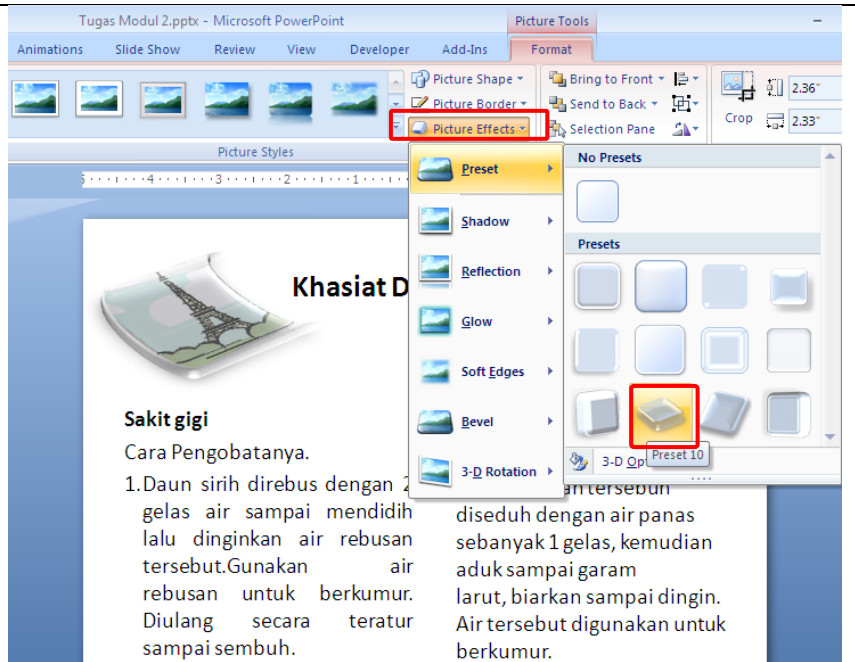 Tugas Modul 2.pptx - Microsoft PowerPoint
Picture Tools
Animations Slide Show Review View Developer Add-Ins Format
Picture Shape
Picture Border
Picture Effects
Bring to Front
Send to Back
Selection Pane
Crop
2.36"
2.33"
Picture Styles
5 4 3 2 1
Preset
Shadow
Reflection
Glow
Soft Edges
Bevel
3-D Rotation
No Presets
Presets
Preset 10
3-D Op
Khasiat D
Sakit gigi
Cara Pengobatanya.
1.Daun sirih direbus dengan 2
gelas air sampai mendidih
lalu dinginkan air rebusan
tersebut.Gunakan air
rebusan untuk berkumur.
Diulang secara teratur
sampai sembuh.
diseduh dengan air panas
sebanyak 1 gelas, kemudian
aduk sampai garam
larut, biarkan sampai dingin.
Air tersebut digunakan untuk
berkumur.